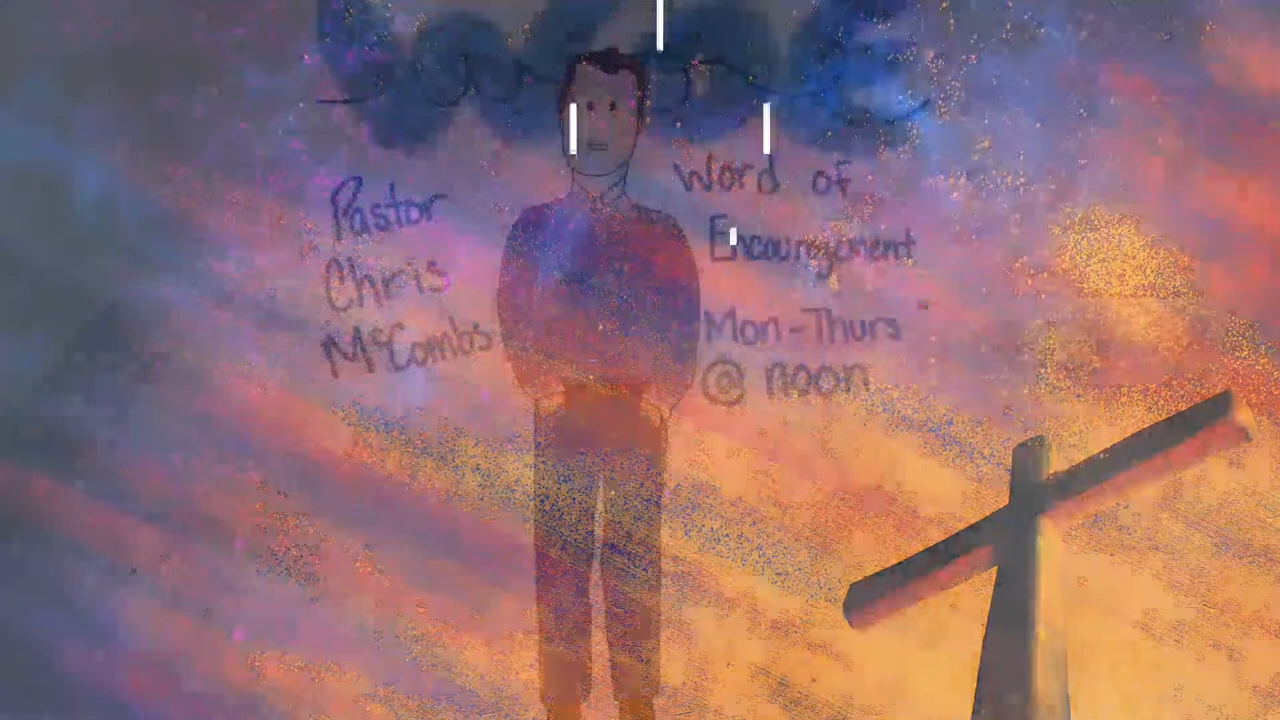 Pastor
Chris
McCombs
Word of
Encouragement
Mon-Thurs
@ noon